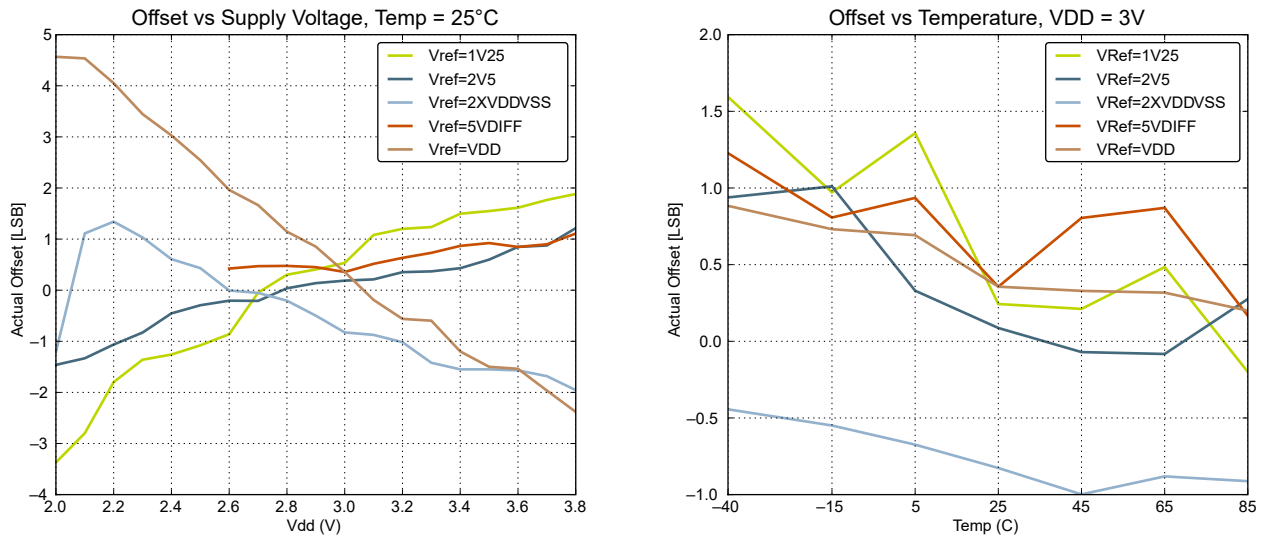 Offset vs Supply Voltage, Temp = 25°C
5
4
3
2
1
0
–1
–2
–3
–4
Actual Offset [LSB]
Vref=1V25
Vref=2V5
Vref=2XVDDVSS
Vref=5VDIFF
Vref=VDD
2.0 2.2 2.4 2.6 2.8 3.0 3.2 3.4 3.6 3.8
Vdd (V)
Offset vs Temperature, VDD = 3V
2.0
1.5
1.0
0.5
0.0
–0.5
–1.0
Actual Offset [LSB]
VRef=1V25
VRef=2V5
VRef=2XVDDVSS
VRef=5VDIFF
VRef=VDD
–40 –15 5 25 45 65 85
Temp (C)